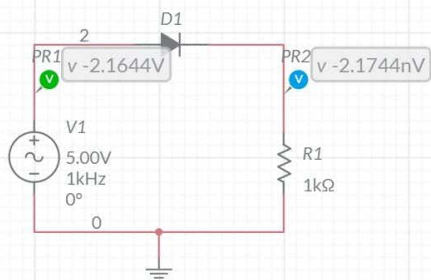 D1
2
PR1
v -2.1644V
PR2
v -2.1744nV
V
V
V1
5.00V
1kHz
0°
R1
1kΩ
0